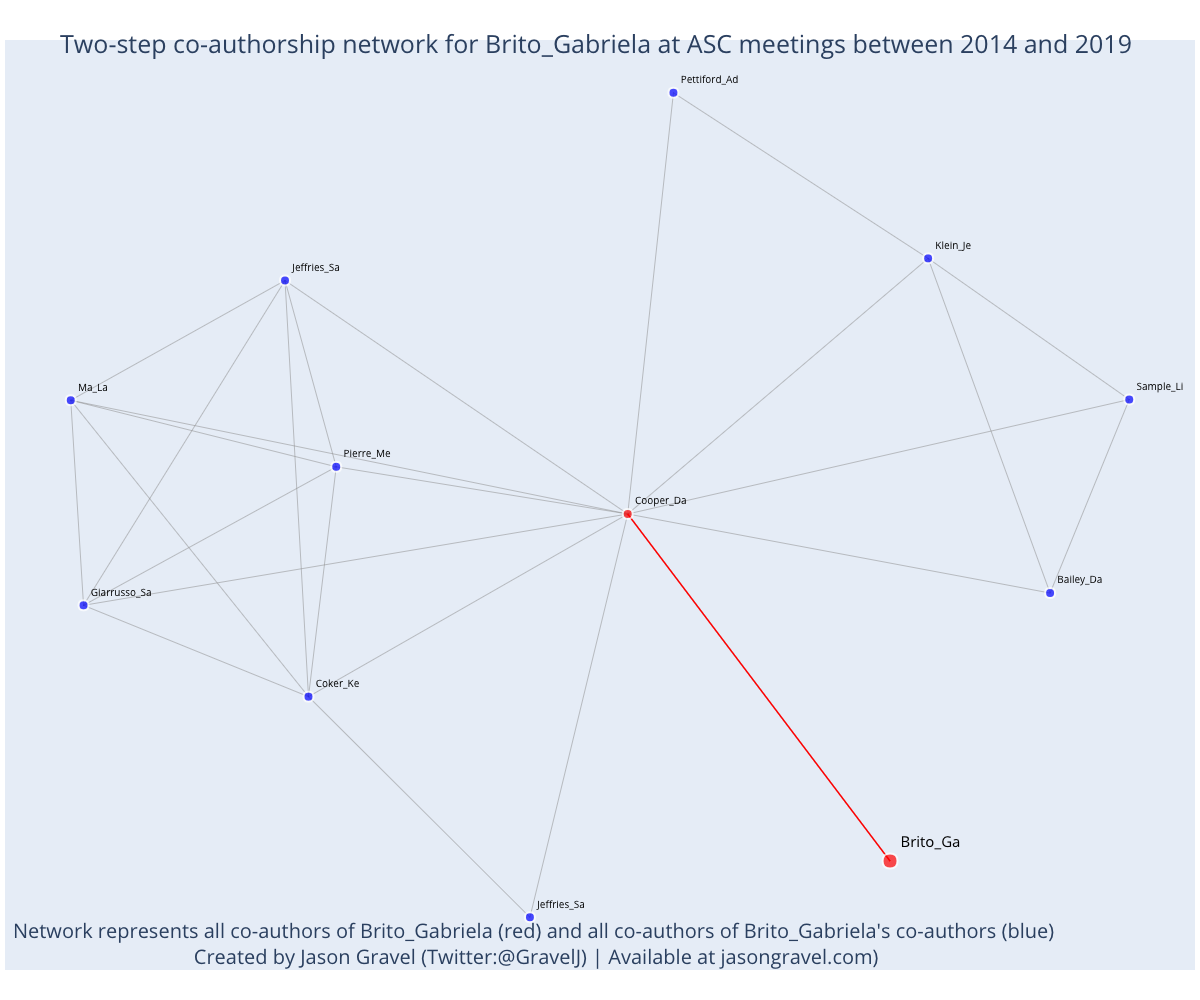 Two-step co-authorship network for Brito_Gabriela at ASC meetings between 2014 and 2019
Pettiford_Ad
Klein_Je
Jeffries_Sa
Ma_La
Sample_Li
Pierre_Me
Cooper_Da
Bailey_Da
Giarrusso_Sa
Coker_Ke
Brito_Ga
Jeffries_Sa
Network represents all co-authors of Brito_Gabriela (red) and all co-authors of Brito_Gabriela's co-authors (blue)
Created by Jason Gravel (Twitter:@GravelJ) | Available at jasongravel.com)